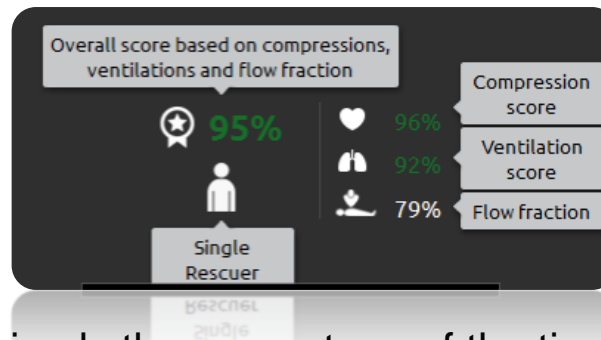 Overall score based on compressions,
ventilations and flow fraction
95%
96%
92%
79%
Compression
score
Ventilation
score
Flow fraction
Single
Rescuer